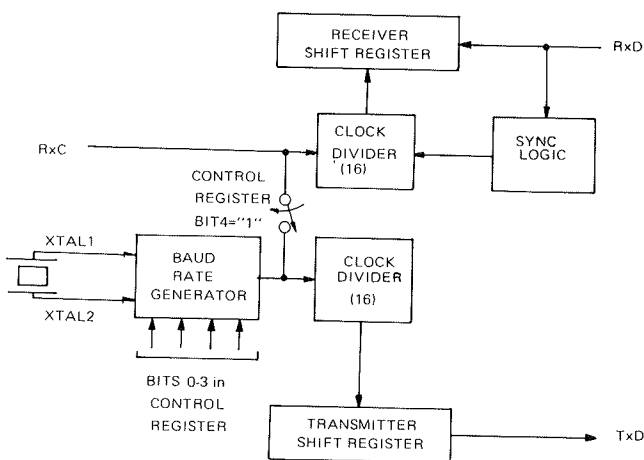 RECEIVER
SHIFT REGISTER
RxD
RxC
CLOCK
DIVIDER
(16)
SYNC
LOGIC
CONTROL
REGISTER
BIT4="1"
XTAL1
XTAL2
BAUD
RATE
GENERATOR
CLOCK
DIVIDER
(16)
BITS 0-3 in
CONTROL
REGISTER
TRANSMITTER
SHIFT REGISTER
TxD